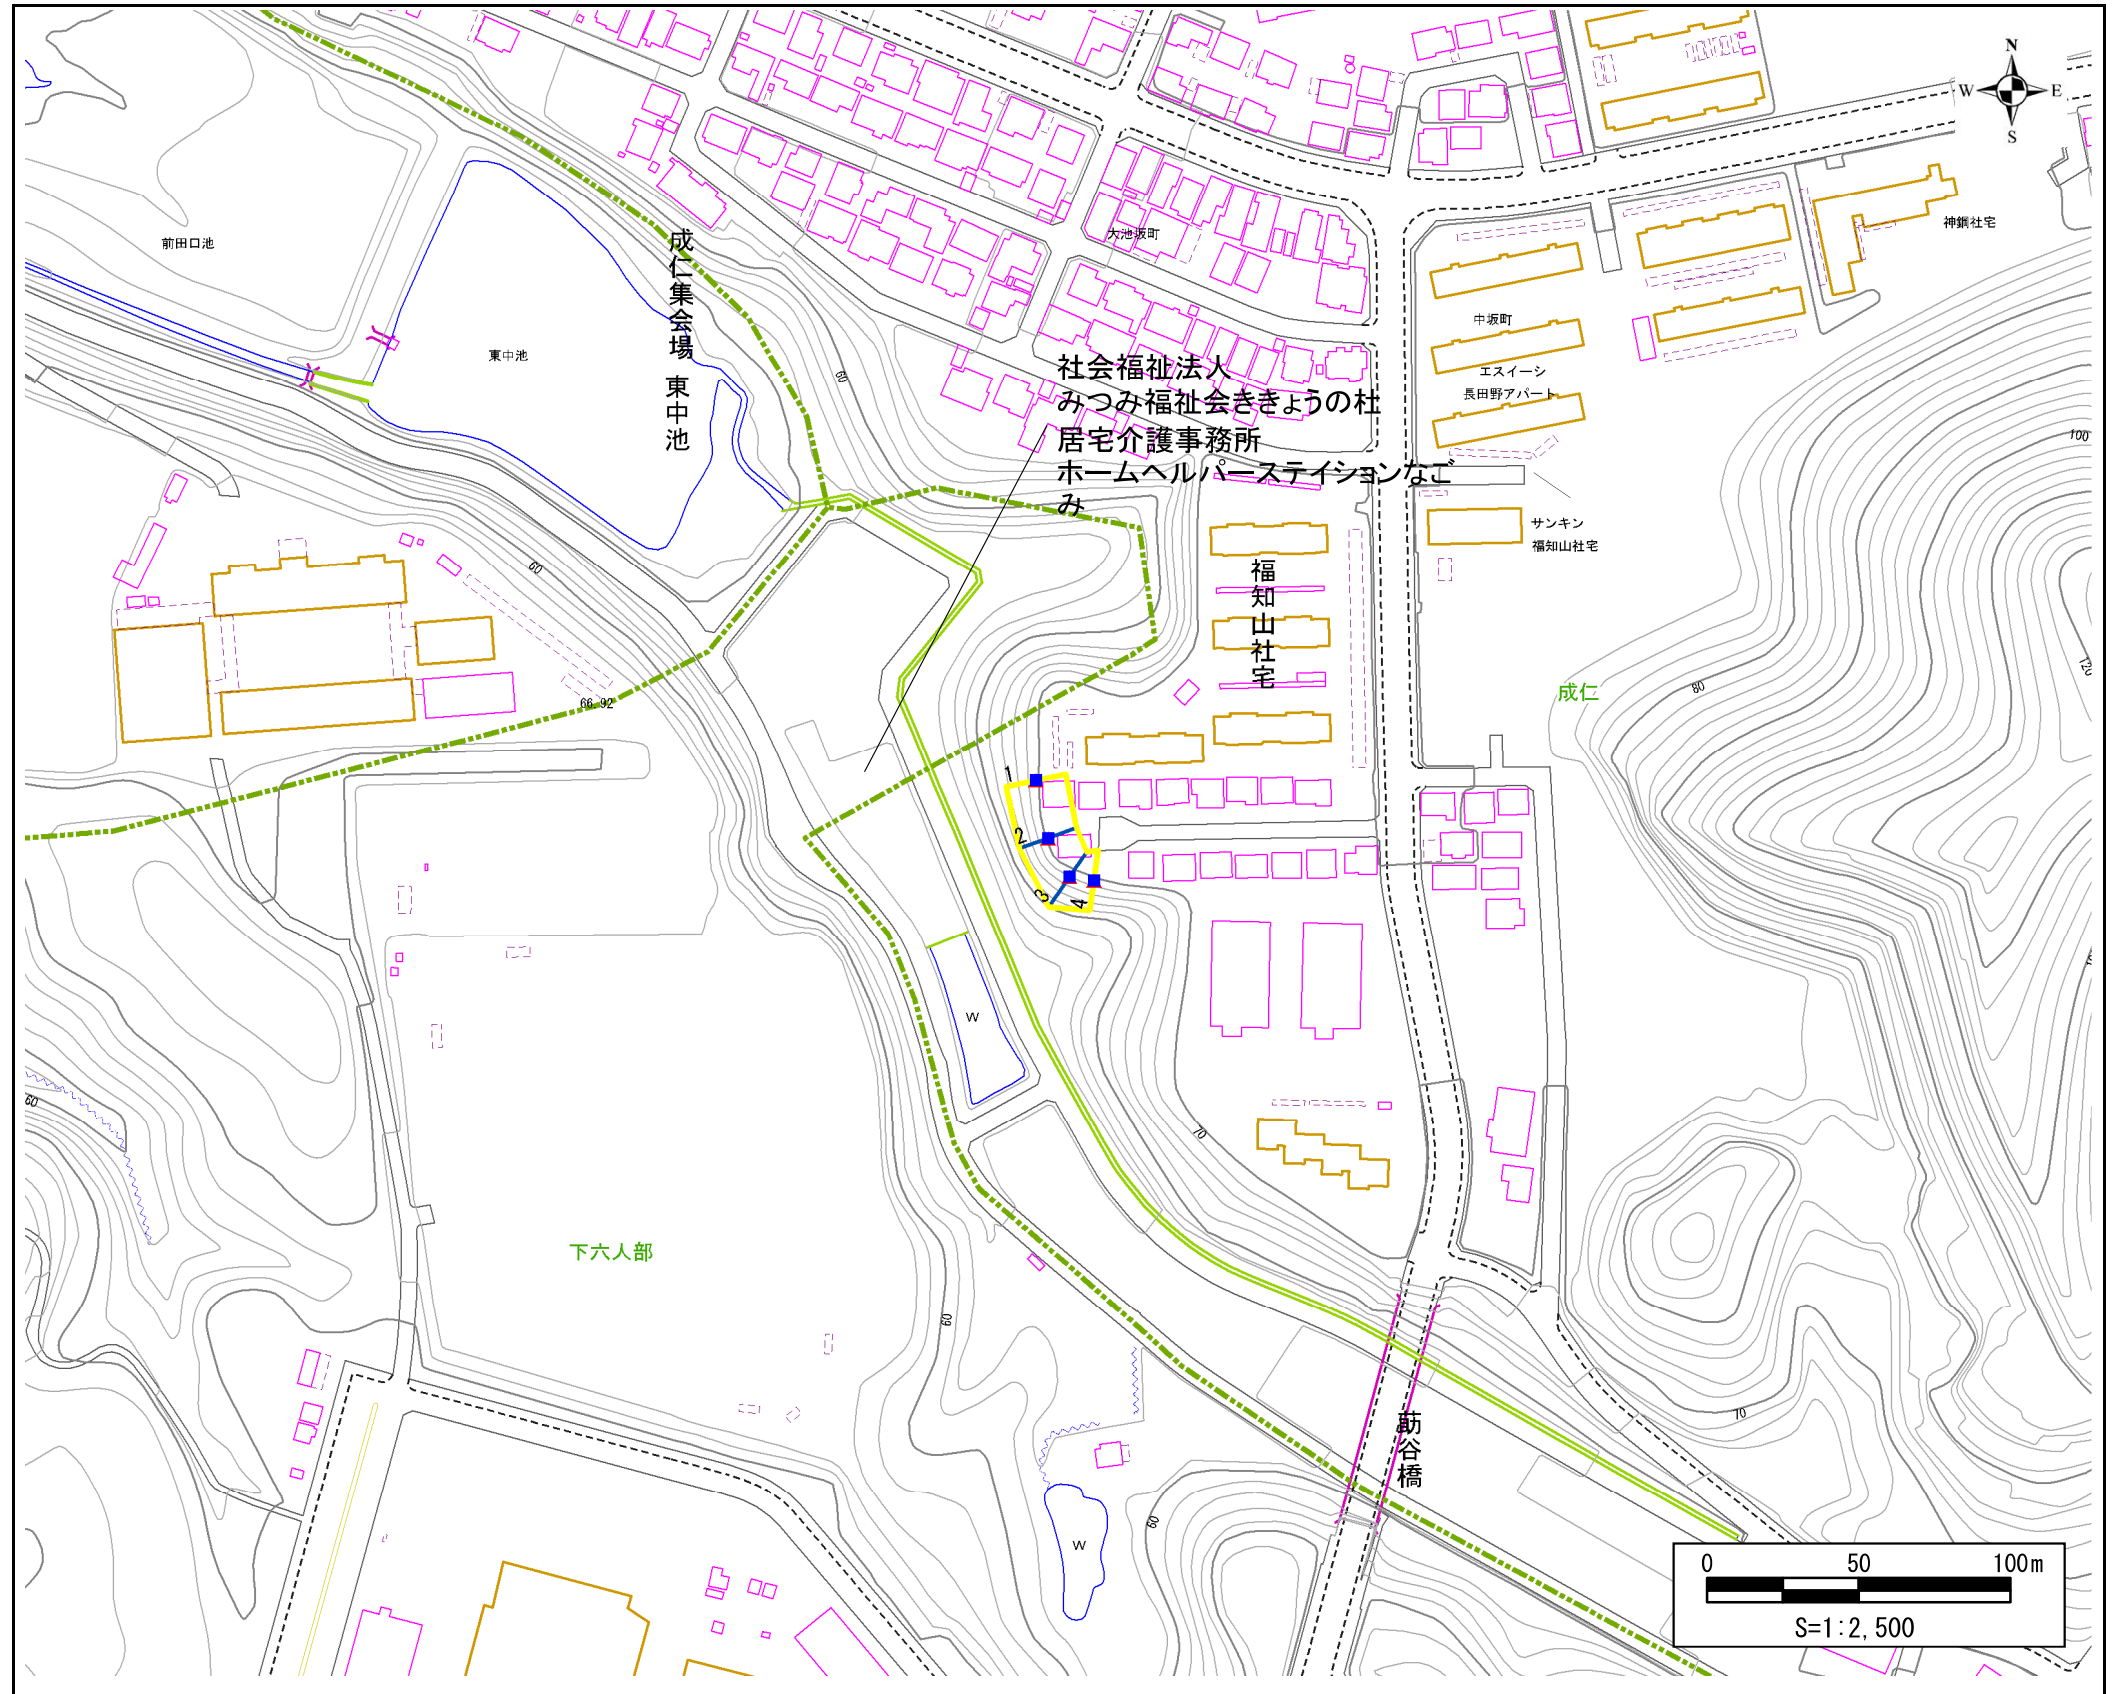 N
W
E
S
前田口池
東中池
成仁集会場
東中池
60
大池坂町
神鋼社宅
中坂町
エスイーシ
長田野アパート
社会福祉法人
みつみ福祉会ききょうの杜
居宅介護事務所
ホームヘルパーステイションなご
み
100
サンキン
福知山社宅
福知山社宅
60
120
成仁
80
66.92
1
2
3
4
W
60
70
下六人部
60
70
W
60
0 50 100m
S=1:2,500